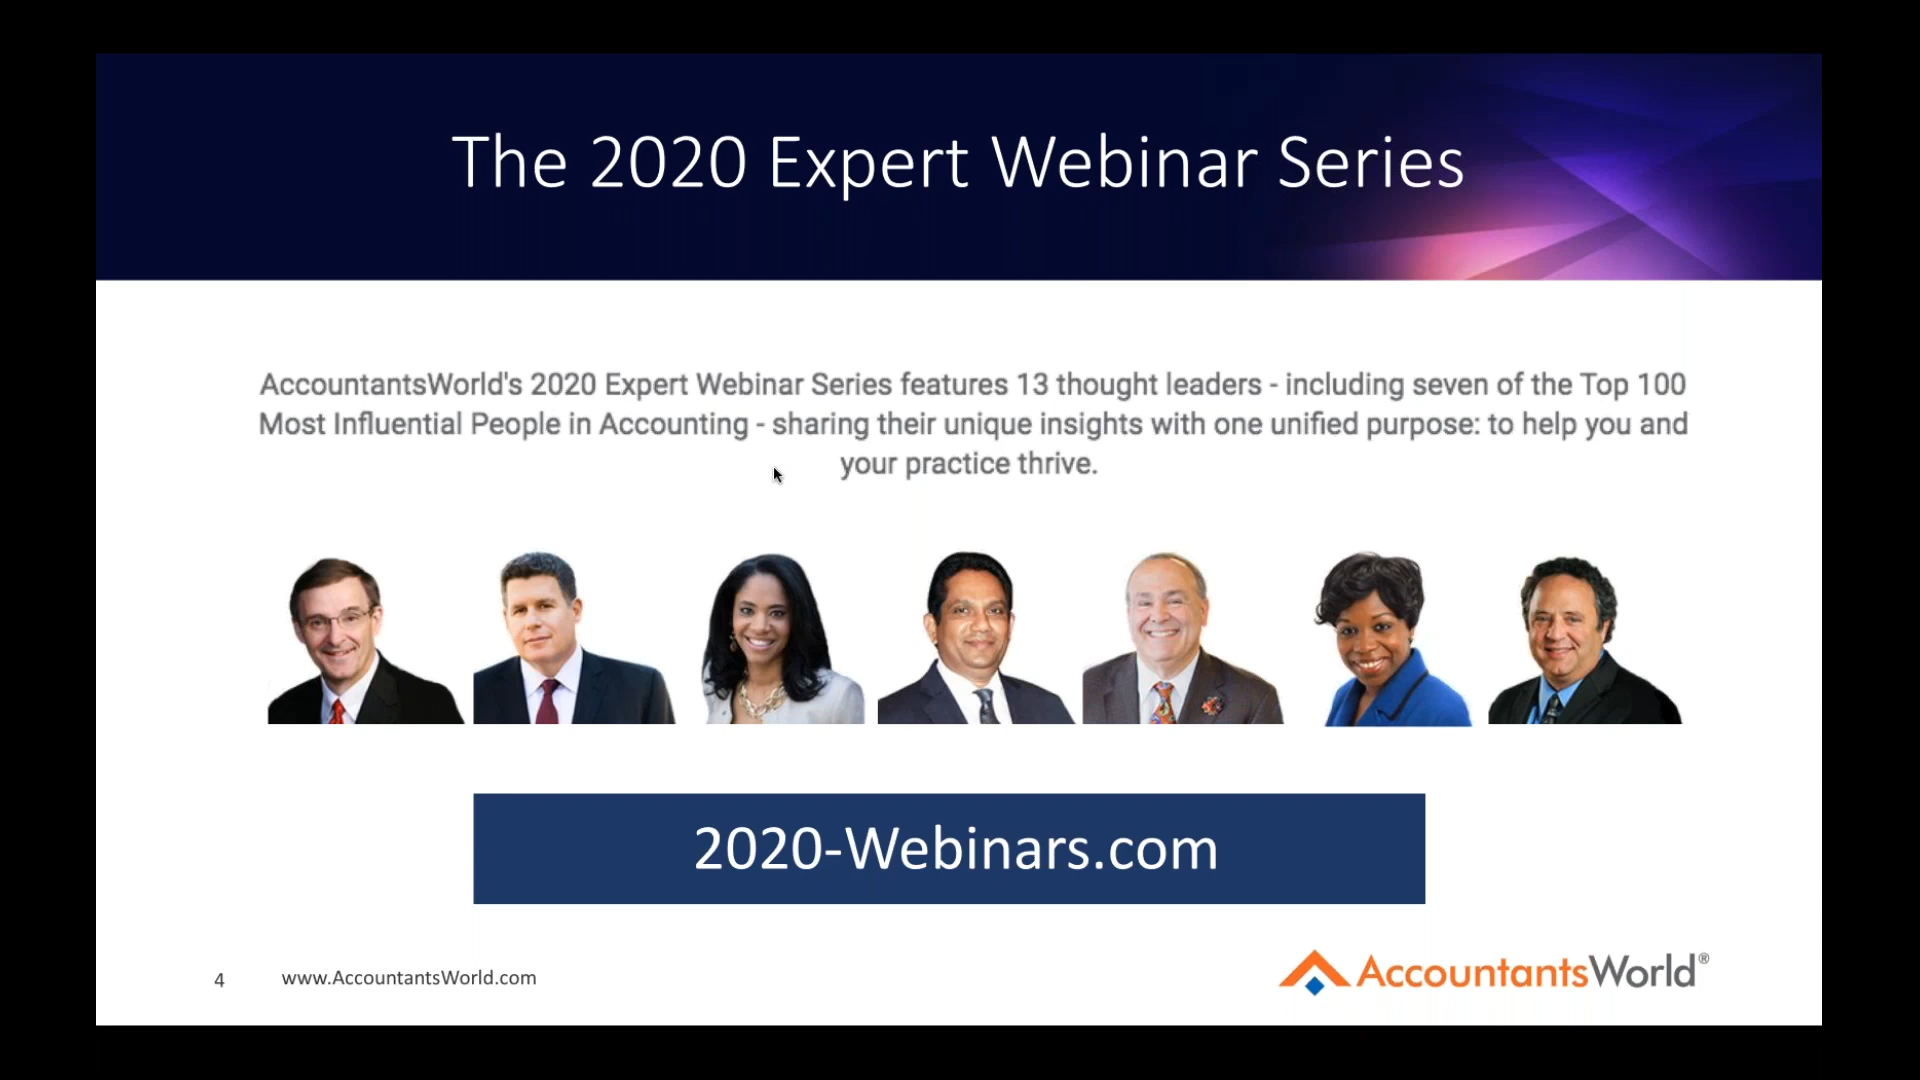 The 2020 Expert Webinar Series
AccountantsWorld's 2020 Expert Webinar Series features 13 thought leaders - including seven of the Top 100
Most Influential People in Accounting - sharing their unique insights with one unified purpose: to help you and
your practice thrive.
2020-Webinars.com
4 www.AccountantsWorld.com
AccountantsWorld®